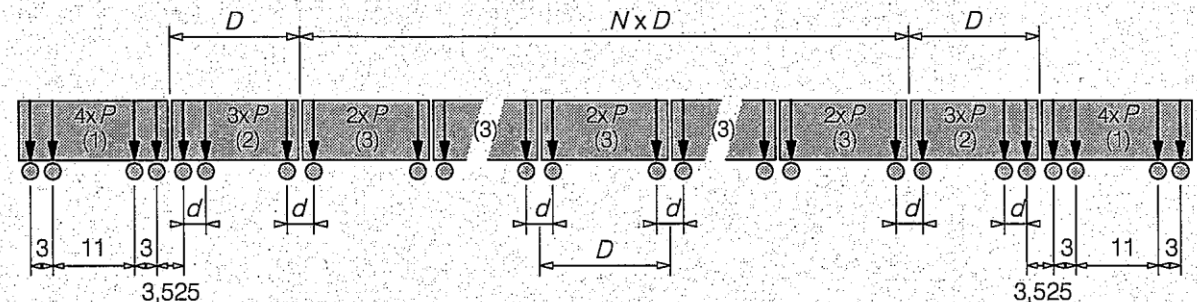 D N x D D
4x P 3x P 2x P 2x P 2x P 3x P 4x P
(1) (2) (3) (3) (3) (3) (3) (2) (1)
d d d d d d
3 11 3 D 3 11 3
3,525 3,525